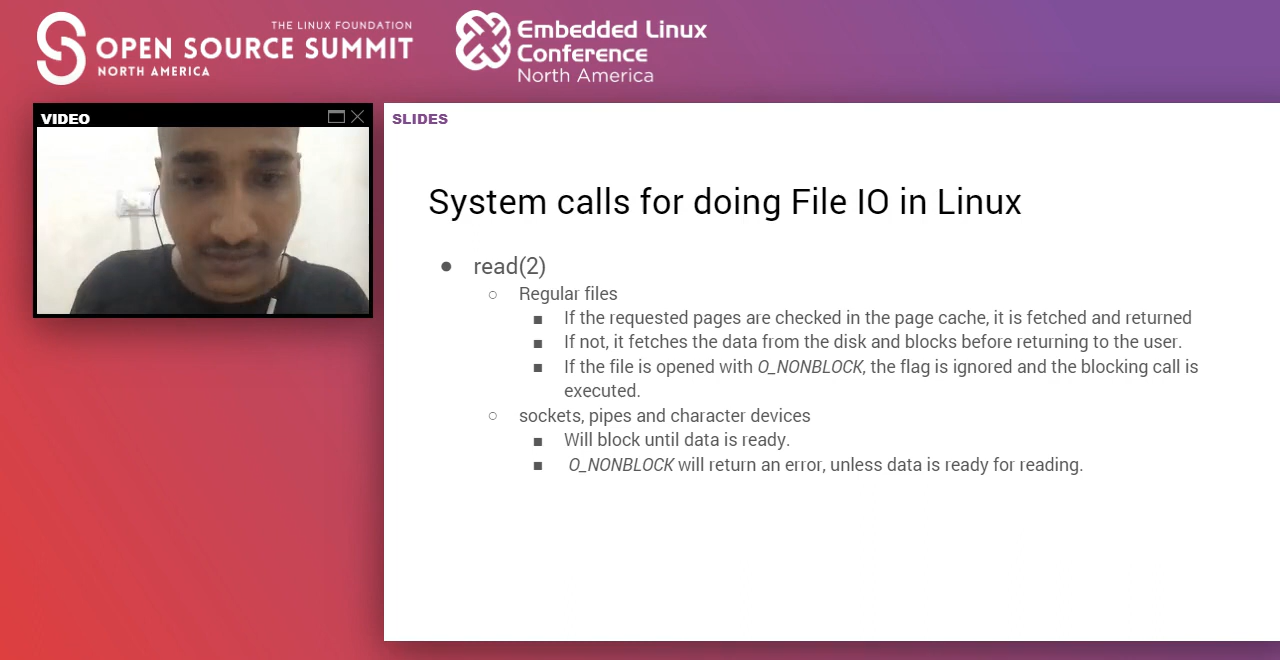 THE LINUX FOUNDATION
OPEN SOURCE SUMMIT
NORTH AMERICA
Embedded Linux
Conference
North America
VIDEO
SLIDES
System calls for doing File IO in Linux
● read(2)
○ Regular files
■ If the requested pages are checked in the page cache, it is fetched and returned
■ If not, it fetches the data from the disk and blocks before returning to the user.
■ If the file is opened with O_NONBLOCK, the flag is ignored and the blocking call is
executed.
○ sockets, pipes and character devices
■ Will block until data is ready.
■ O_NONBLOCK will return an error, unless data is ready for reading.